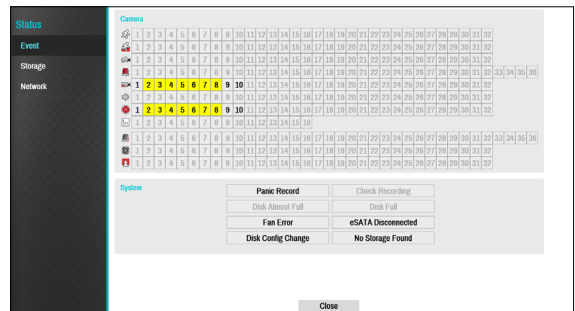 Status
Event
Storage
Network
Camera
1 2 3 4 5 6 7 8 9 10 11 12 13 14 15 16 17 18 19 20 21 22 23 24 25 26 27 28 29 30 31 32
1 2 3 4 5 6 7 8 9 10 11 12 13 14 15 16 17 18 19 20 21 22 23 24 25 26 27 28 29 30 31 32
1 2 3 4 5 6 7 8 9 10 11 12 13 14 15 16 17 18 19 20 21 22 23 24 25 26 27 28 29 30 31 32
1 2 3 4 5 6 7 8 9 10 11 12 13 14 15 16 17 18 19 20 21 22 23 24 25 26 27 28 29 30 31 32 33 34 35 36
1 2 3 4 5 6 7 8 9 10 11 12 13 14 15 16 17 18 19 20 21 22 23 24 25 26 27 28 29 30 31 32
1 2 3 4 5 6 7 8 9 10 11 12 13 14 15 16 17 18 19 20 21 22 23 24 25 26 27 28 29 30 31 32
1 2 3 4 5 6 7 8 9 10 11 12 13 14 15 16 17 18 19 20 21 22 23 24 25 26 27 28 29 30 31 32
1 2 3 4 5 6 7 8 9 10 11 12 13 14 15 16
1 2 3 4 5 6 7 8 9 10 11 12 13 14 15 16 17 18 19 20 21 22 23 24 25 26 27 28 29 30 31 32 33 34 35 36
1 2 3 4 5 6 7 8 9 10 11 12 13 14 15 16 17 18 19 20 21 22 23 24 25 26 27 28 29 30 31 32
1 2 3 4 5 6 7 8 9 10 11 12 13 14 15 16 17 18 19 20 21 22 23 24 25 26 27 28 29 30 31 32
System
Panic Record Check Recording
Disk Almost Full Disk Full
Fan Error eSATA Disconnected
Disk Config Change No Storage Found
Close